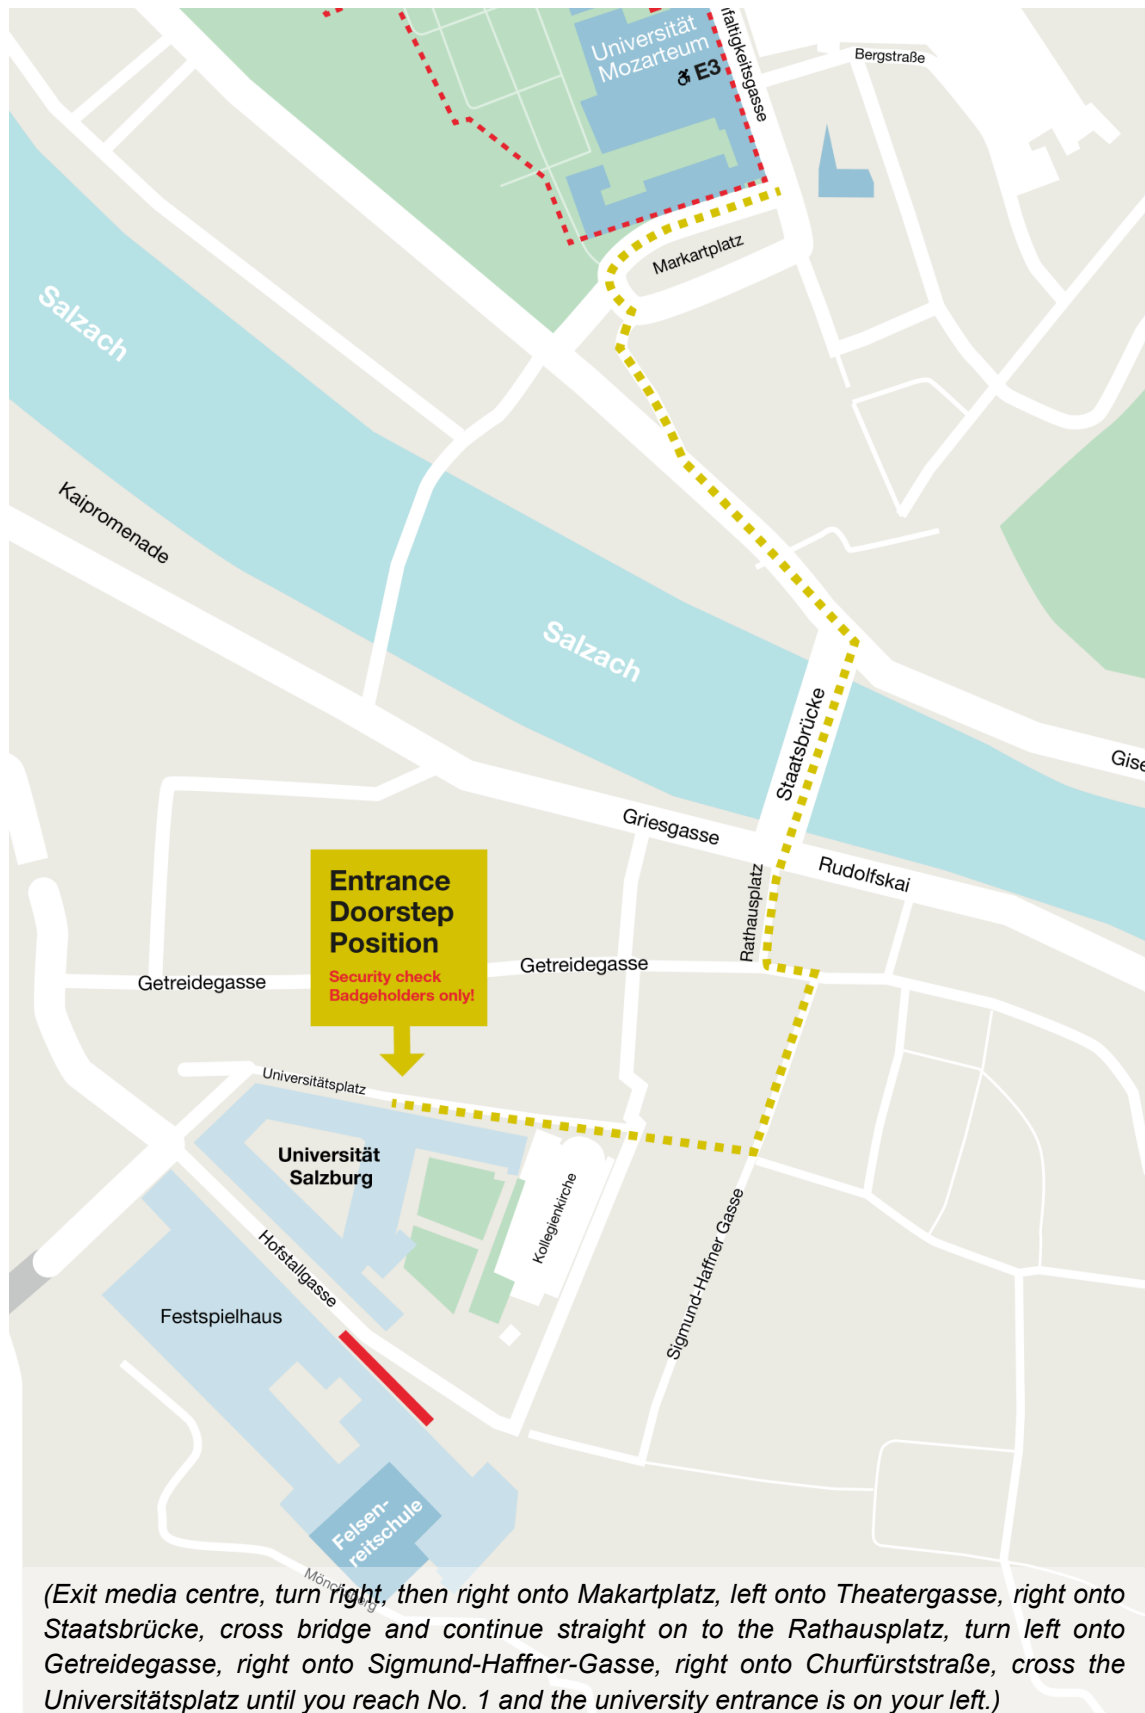 Universität
Mozarteum
E3
ifaltigkeitsgasse
Bergstraße
Markartplatz
Salzach
Kaipromenade
Salzach
Staatsbrücke
Gise
Griesgasse
Rudolfskai
Rathausplatz
Entrance
Doorstep
Position
Security check
Badgeholders only!
Getreidegasse
Getreidegasse
Universitätsplatz
Universität
Salzburg
Kollegienkirche
Sigmund-Haffner Gasse
Hofstallgasse
Festspielhaus
Felsen-
reitschule
Mönchsberg
(Exit media centre, turn right, then right onto Makartplatz, left onto Theatergasse, right onto
Staatsbrücke, cross bridge and continue straight on to the Rathausplatz, turn left onto
Getreidegasse, right onto Sigmund-Haffner-Gasse, right onto Churfürststraße, cross the
Universitätsplatz until you reach No. 1 and the university entrance is on your left.)